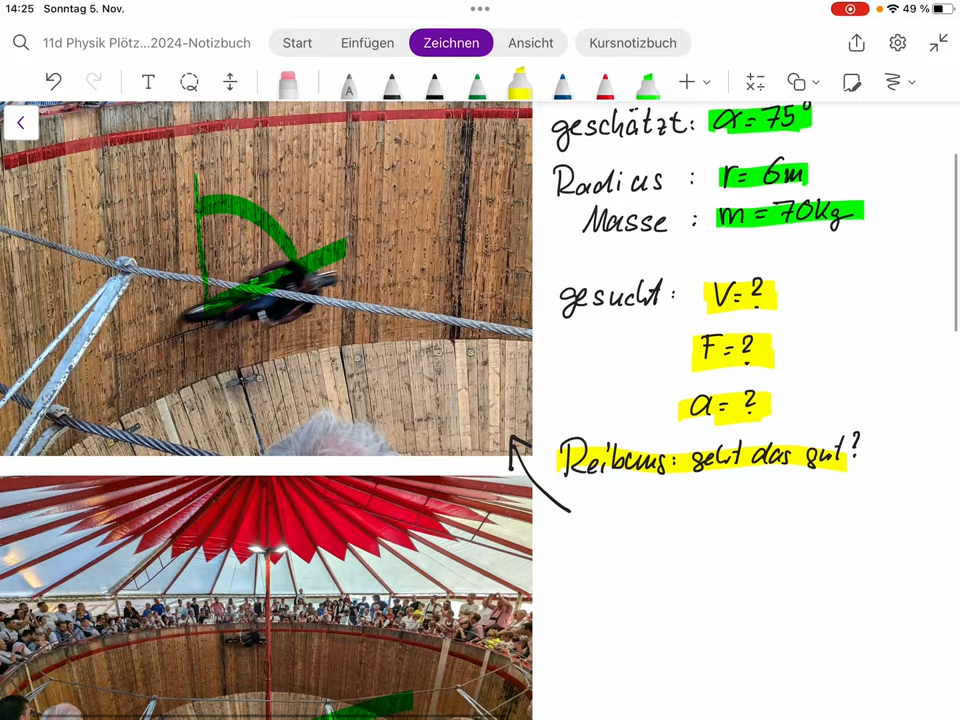 14:25 Sonntag 5. Nov.
49 %
11d Physik Plötz...2024-Notizbuch
Start
Einfügen
Zeichnen
Ansicht
Kursnotizbuch
T
A
geschätzt: α = 75°
Radius : r = 6m
Masse : m = 70kg
gesucht: V = ?
F = ?
a = ?
Reibung: geht das gut?